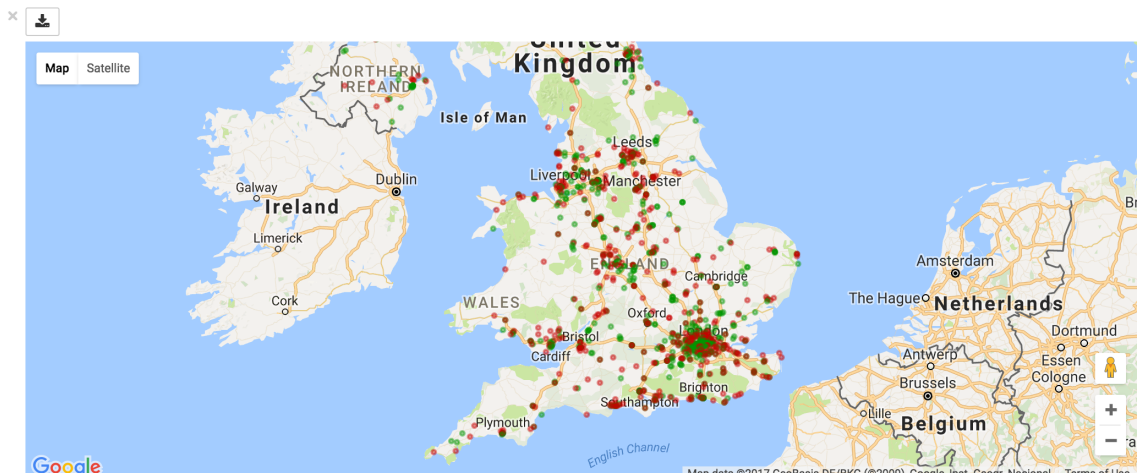 Map
Satellite
United
Kingdom
NORTHERN
IRELAND
Isle of Man
Leeds
Dublin
Liverpool
Manchester
Galway
Ireland
Limerick
Cork
ENGLAND
Cambridge
WALES
Oxford
London
Bristol
Cardiff
Brighton
Southampton
Plymouth
English Channel
Amsterdam
The Hague
Netherlands
Dortmund
Antwerp
Essen
Cologne
Brussels
Lille
Belgium
Br
Google
Map data ©2017 GeoBasis-DE/BKG (©2009), Google, Inst. Geogr. Nacional
Terms of Use